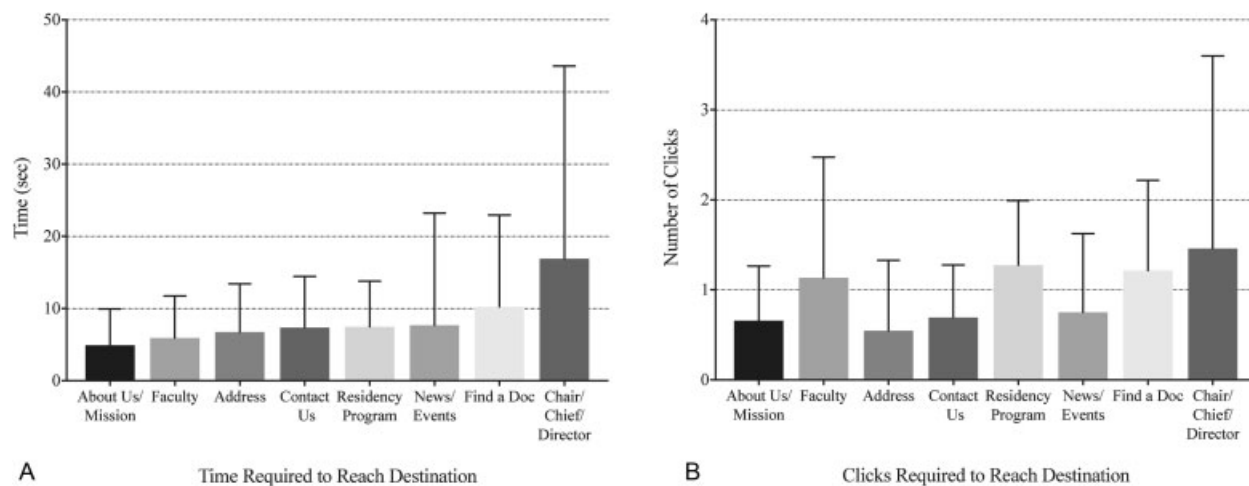 50
40
30
20
10
0
Time (sec)
About Us/
Mission
Faculty
Address
Contact
Us
Residency
Program
News/
Events
Find a Doc
Chair/
Chief/
Director
A
Time Required to Reach Destination
4
3
2
1
0
Number of Clicks
About Us/
Mission
Faculty
Address
Contact
Us
Residency
Program
News/
Events
Find a Doc
Chair/
Chief/
Director
B
Clicks Required to Reach Destination